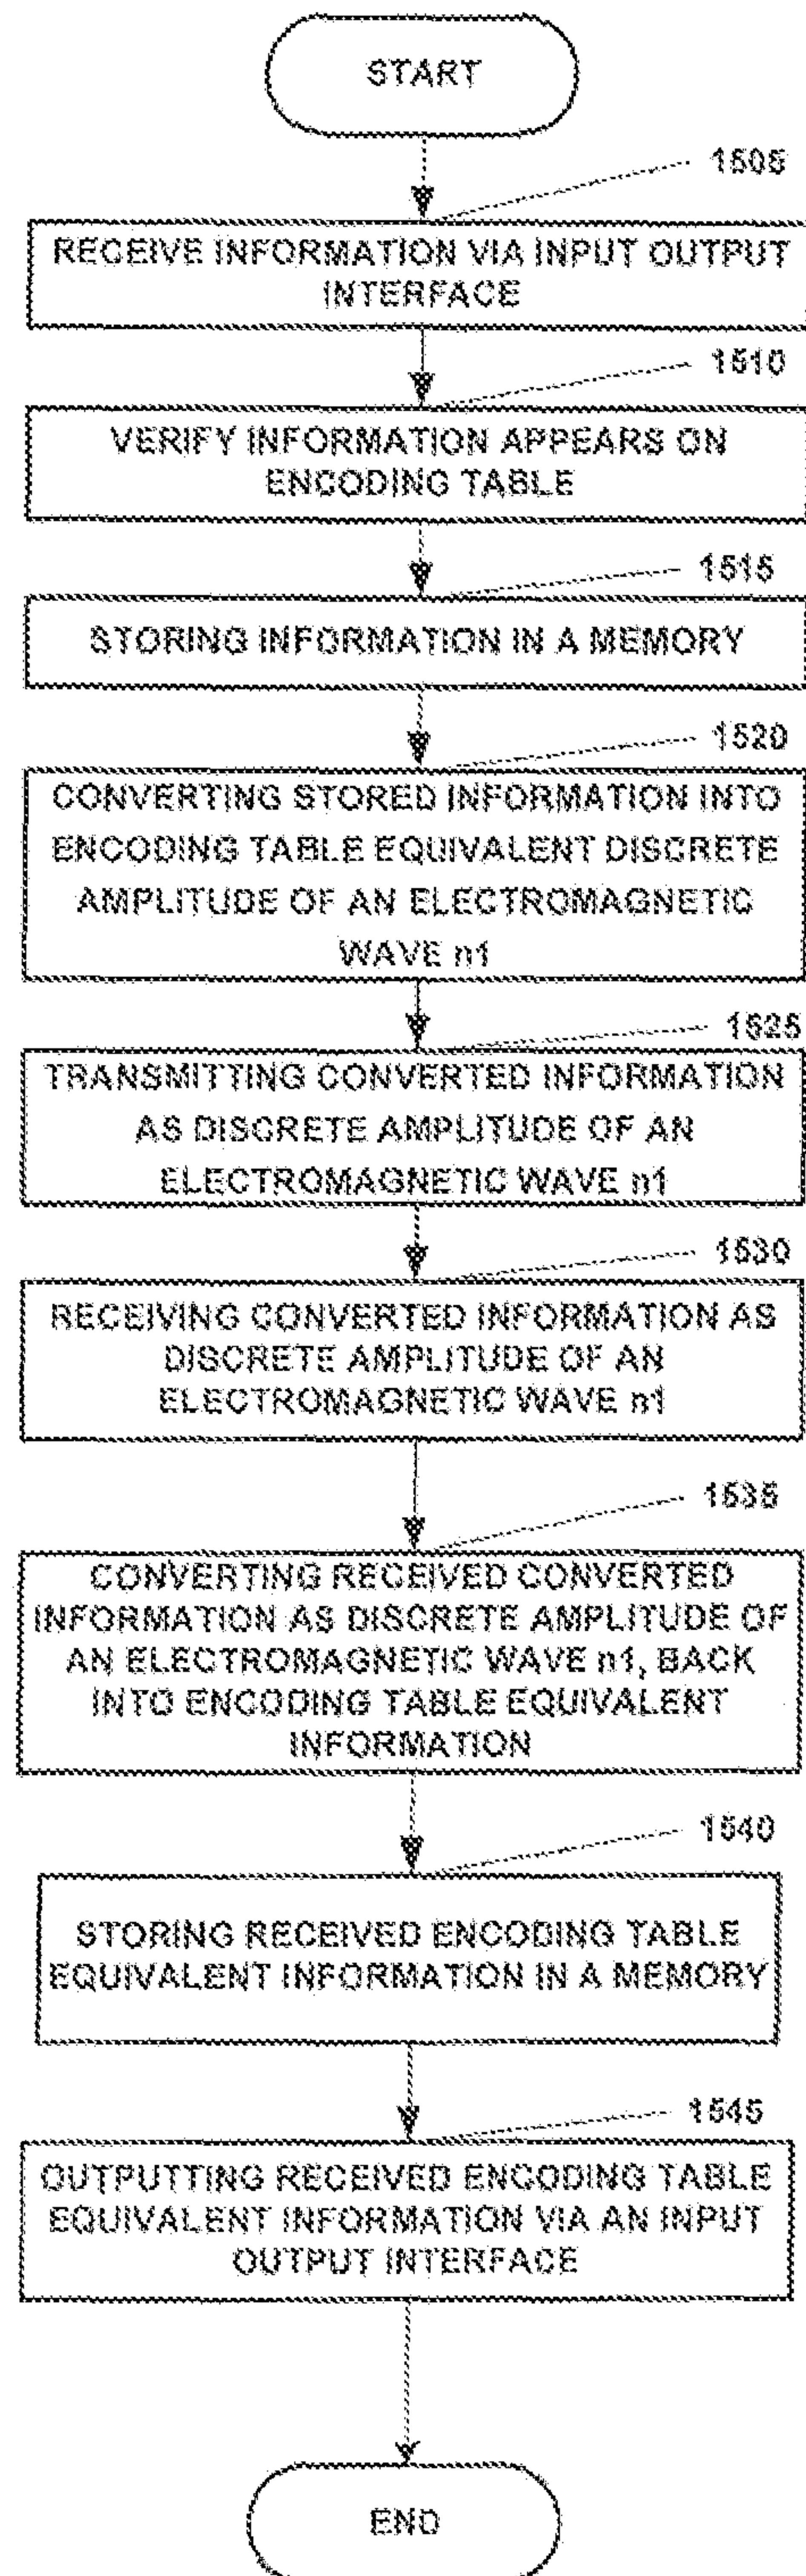 START
1505
RECEIVE INFORMATION VIA INPUT OUTPUT
INTERFACE
1510
VERIFY INFORMATION APPEARS ON
ENCODING TABLE
1515
STORING INFORMATION IN A MEMORY
1520
CONVERTING STORED INFORMATION INTO
ENCODING TABLE EQUIVALENT DISCRETE
AMPLITUDE OF AN ELECTROMAGNETIC
WAVE n1
1525
TRANSMITTING CONVERTED INFORMATION
AS DISCRETE AMPLITUDE OF AN
ELECTROMAGNETIC WAVE n1
1530
RECEIVING CONVERTED INFORMATION AS
DISCRETE AMPLITUDE OF AN
ELECTROMAGNETIC WAVE n1
1535
CONVERTING RECEIVED CONVERTED
INFORMATION AS DISCRETE AMPLITUDE OF
AN ELECTROMAGNETIC WAVE n1, BACK
INTO ENCODING TABLE EQUIVALENT
INFORMATION
1540
STORING RECEIVED ENCODING TABLE
EQUIVALENT INFORMATION IN A MEMORY
1545
OUTPUTTING RECEIVED ENCODING TABLE
EQUIVALENT INFORMATION VIA AN INPUT
OUTPUT INTERFACE
END